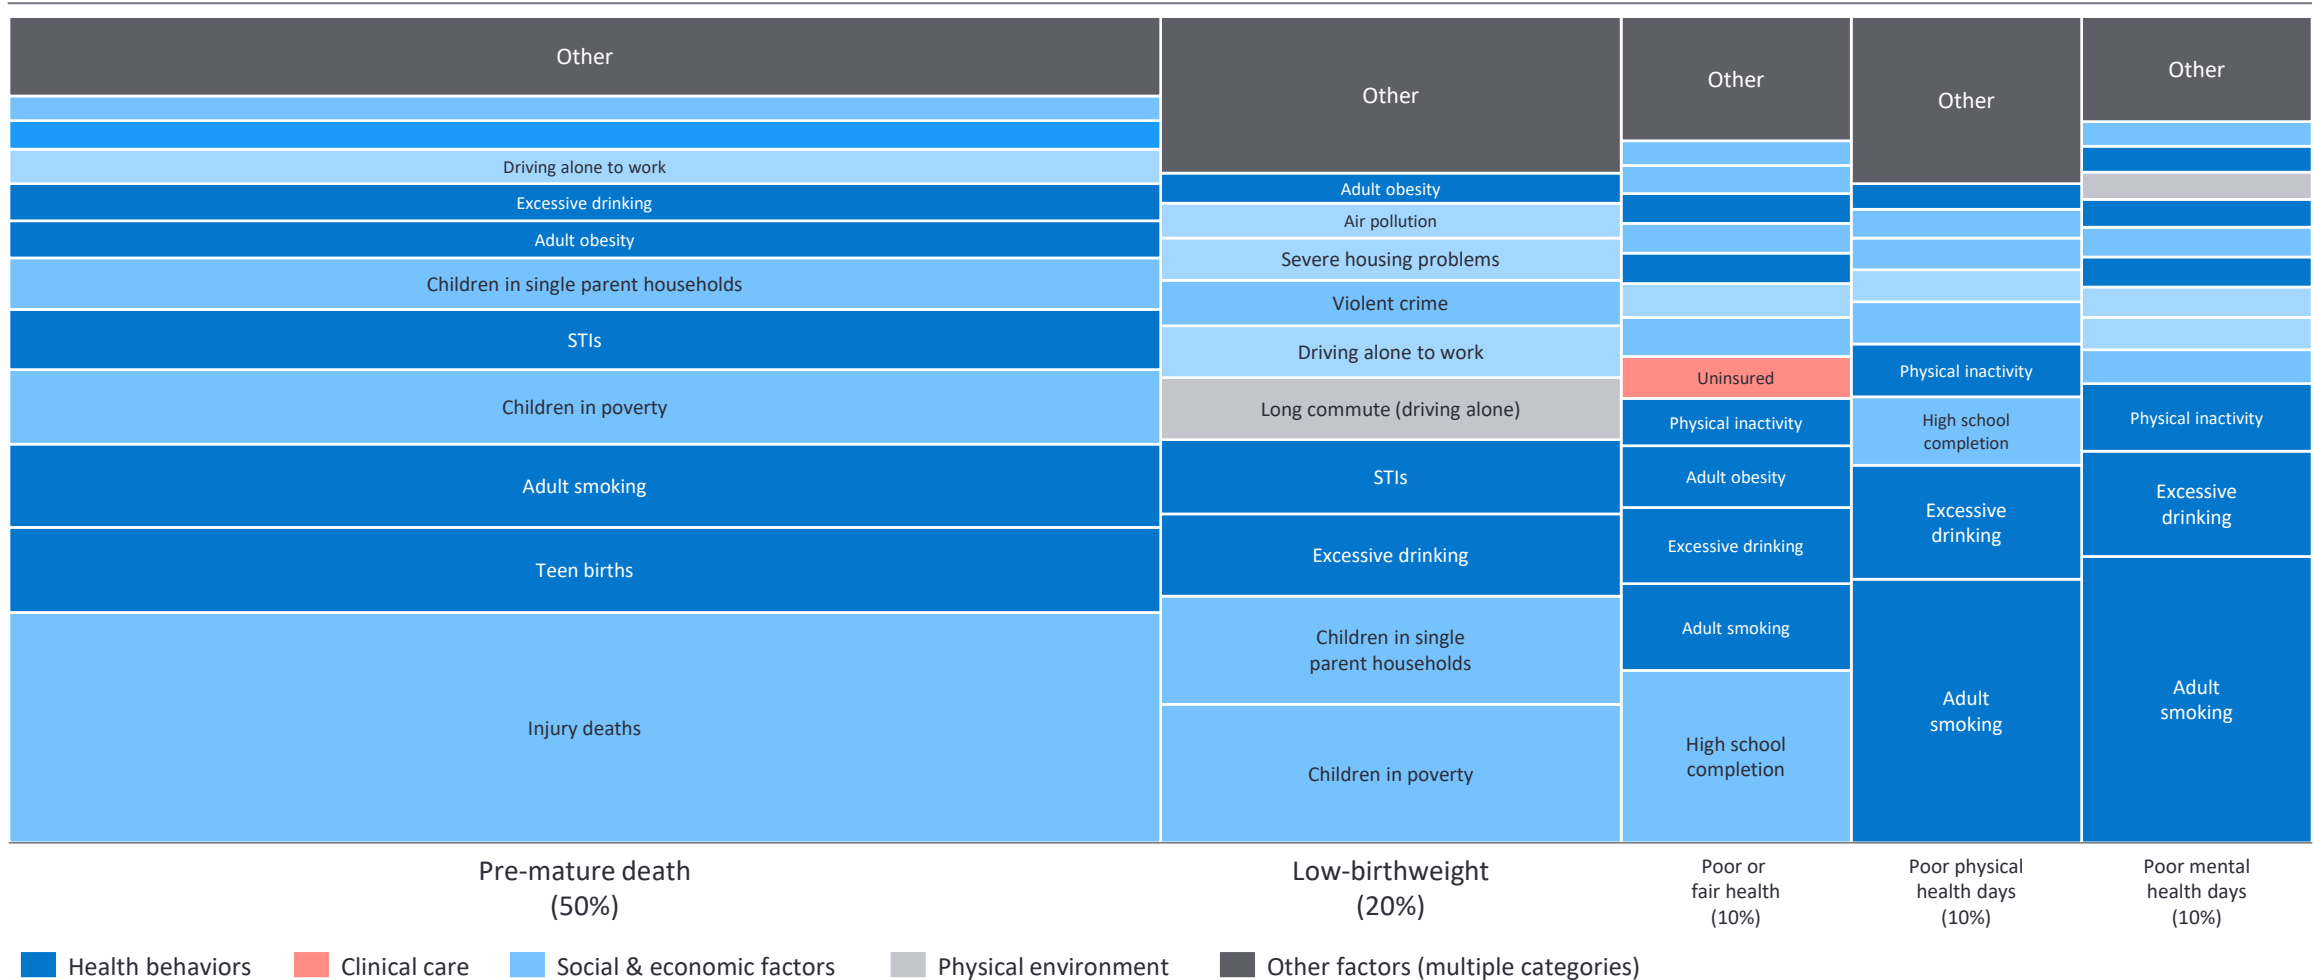 Other
Driving alone to work
Excessive drinking
Adult obesity
Children in single parent households
STIs
Children in poverty
Adult smoking
Teen births
Injury deaths
Other
Adult obesity
Air pollution
Severe housing problems
Violent crime
Driving alone to work
Long commute (driving alone)
STIs
Excessive drinking
Children in single
parent households
Children in poverty
Other
Uninsured
Physical inactivity
Adult obesity
Excessive drinking
Adult smoking
High school
completion
Other
Physical inactivity
High school
completion
Excessive
drinking
Adult
smoking
Other
Physical inactivity
Excessive
drinking
Adult
smoking
Pre-mature death
(50%)
Low-birthweight
(20%)
Poor or
fair health
(10%)
Poor physical
health days
(10%)
Poor mental
health days
(10%)
Health behaviors
Clinical care
Social & economic factors
Physical environment
Other factors (multiple categories)